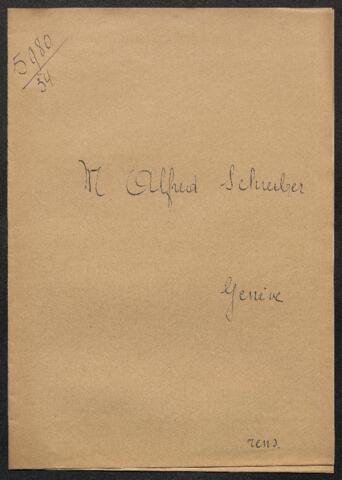 5980
54
M Alfred Schreiber
Genève
rens.